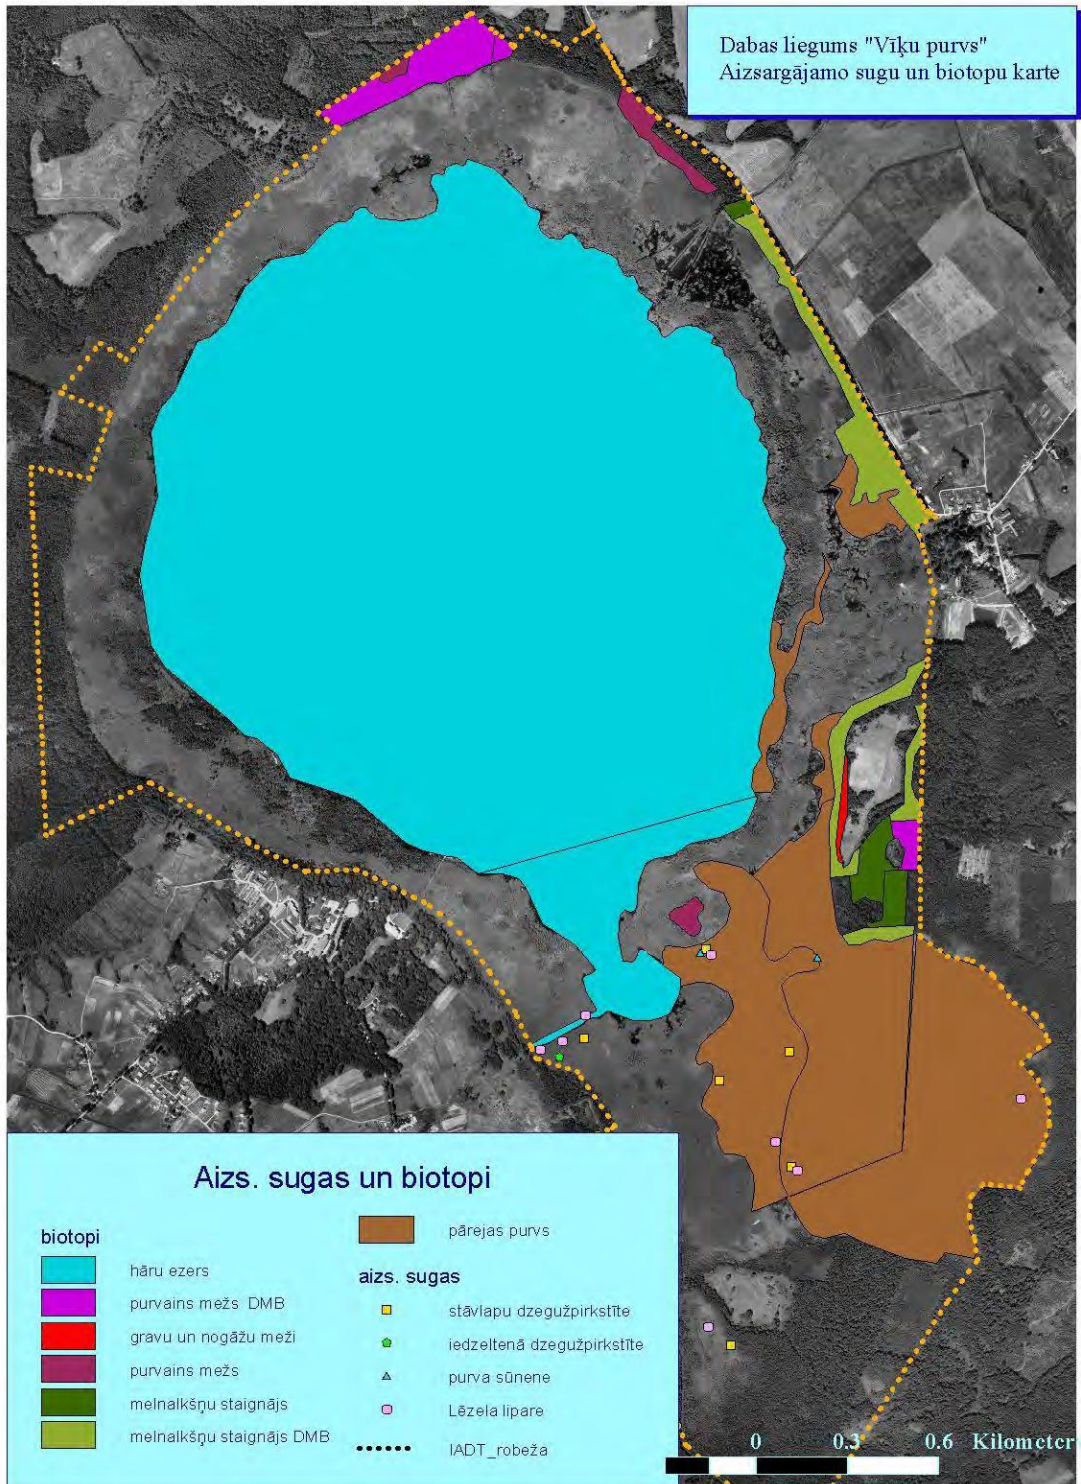 Dabas liegums "Vīķu purvs"
Aizsargājamo sugu un biotopu karte
Aizs. sugas un biotopi
biotopi
hāru ezers
purvains mežs DMB
gravu un nogāžu meži
purvains mežs
melnalkšņu staignājs
melnalkšņu staignājs DMB
pārejas purvs
aizs. sugas
stāvlapu dzegužpirkstīte
iedzeltenā dzegužpirkstīte
purva sūnene
Lēzela lipare
IADT_robeža
0 0.3 0.6 Kilometer